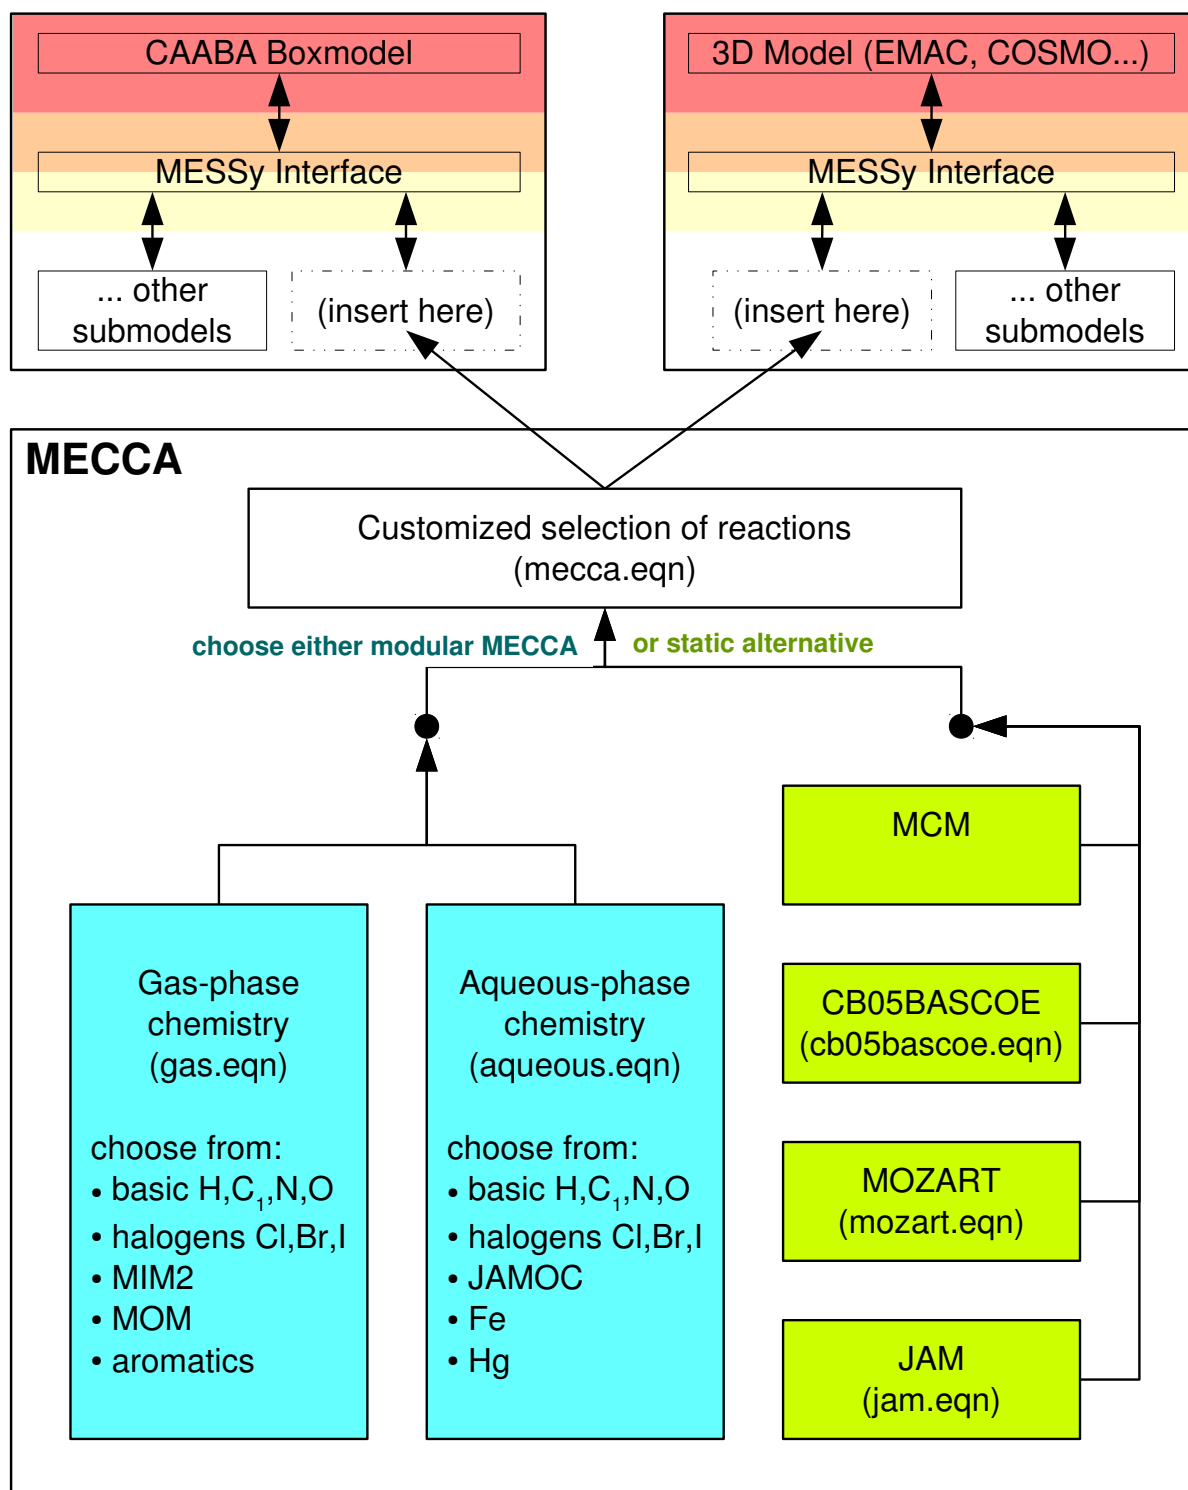 CAABA Boxmodel
MESSy Interface
... other
submodels
(insert here)
3D Model (EMAC, COSMO...)
MESSy Interface
(insert here)
... other
submodels
MECCA
Customized selection of reactions
(mecca.eqn)
choose either modular MECCA
or static alternative
Gas-phase
chemistry
(gas.eqn)
choose from:
• basic H,C₁,N,O
• halogens Cl,Br,I
• MIM2
• MOM
• aromatics
Aqueous-phase
chemistry
(aqueous.eqn)
choose from:
• basic H,C₁,N,O
• halogens Cl,Br,I
• JAMOC
• Fe
• Hg
MCM
CB05BASCOE
(cb05bascoe.eqn)
MOZART
(mozart.eqn)
JAM
(jam.eqn)